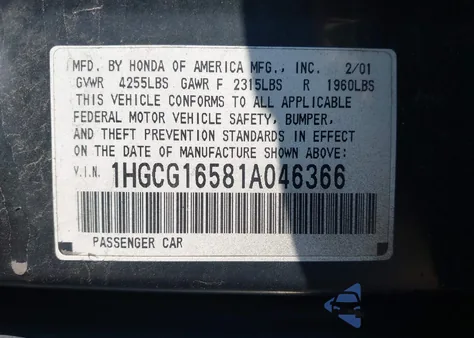 MFD. BY HONDA OF AMERICA MFG., INC. 2/01
GVWR 4255LBS GAWR F 2315LBS R 1960LBS
THIS VEHICLE CONFORMS TO ALL APPLICABLE
FEDERAL MOTOR VEHICLE SAFETY, BUMPER,
AND THEFT PREVENTION STANDARDS IN EFFECT
ON THE DATE OF MANUFACTURE SHOWN ABOVE:
V.I.N. 1HGCG16581A046366
PASSENGER CAR